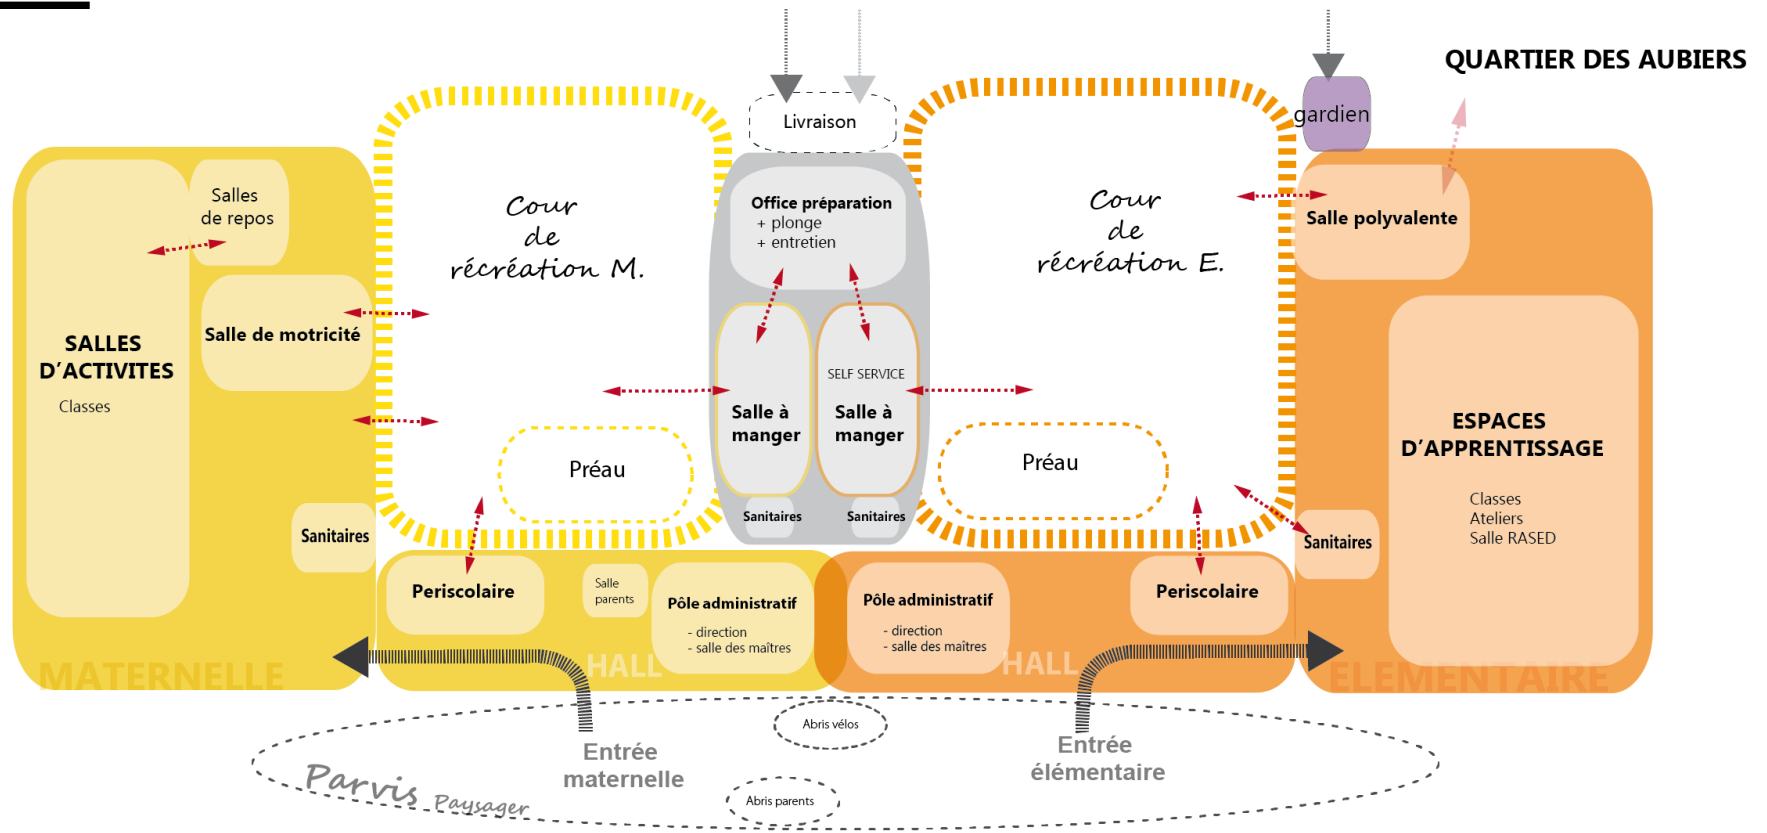 QUARTIER DES AUBIERS
Livraison
gardien
Salles
de repos
Cour
de
récréation M.
Office préparation
+ plonge
+ entretien
Cour
de
récréation E.
Salle polyvalente
SALLES
D'ACTIVITES
Classes
Salle de motricité
SELF SERVICE
Salle à
manger
Salle à
manger
ESPACES
D'APPRENTISSAGE
Classes
Ateliers
Salle RASED
Préau
Préau
Sanitaires
Sanitaires
Sanitaires
Sanitaires
Periscolaire
Salle
parents
Pôle administratif
- direction
- salle des maîtres
Pôle administratif
- direction
- salle des maîtres
Periscolaire
MATERNELLE
HALL
HALL
ELEMENTAIRE
Abris vélos
Entrée
maternelle
Entrée
élémentaire
Parvis Paysager
Abris parents